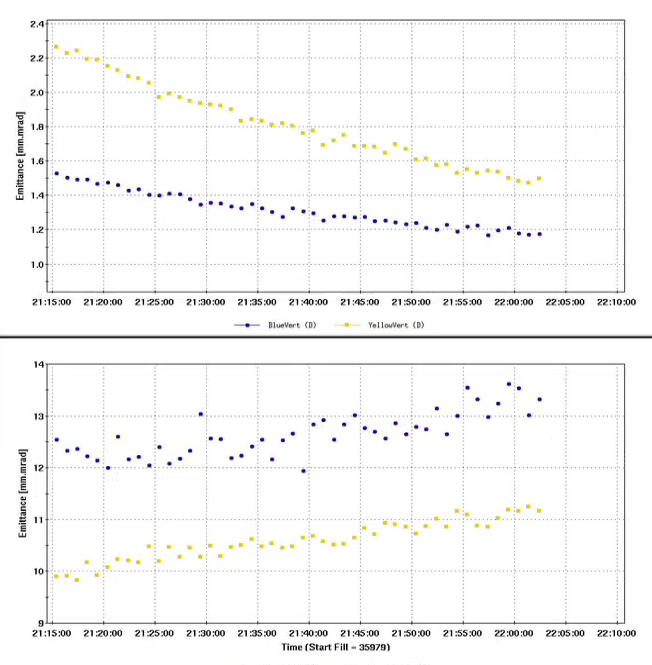 2.4
2.2
2.0
1.8
1.6
1.4
1.2
1.0
Emittance [mm.mrad]
21:15:00 21:20:00 21:25:00 21:30:00 21:35:00 21:40:00 21:45:00 21:50:00 21:55:00 22:00:00 22:05:00 22:10:00
BlueVert (D) YellowVert (D)
14
13
12
11
10
9
Emittance [mm.mrad]
21:15:00 21:20:00 21:25:00 21:30:00 21:35:00 21:40:00 21:45:00 21:50:00 21:55:00 22:00:00 22:05:00 22:10:00
Time (Start Fill = 35979)